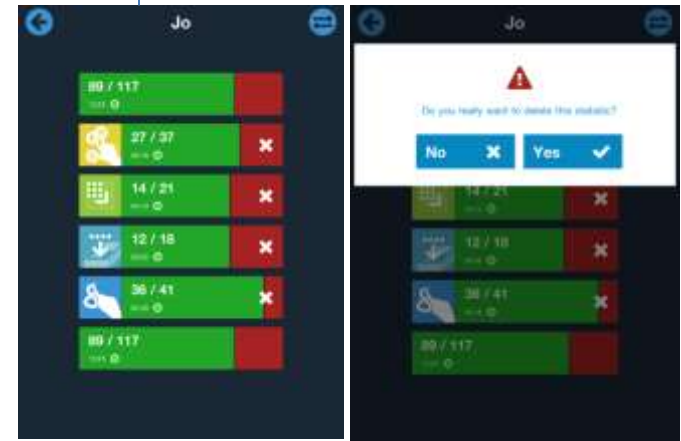 Jo
89 / 117
27 / 37
14 / 21
12 / 18
36 / 41
89 / 117
Jo
Do you really want to delete this statistic?
No
Yes
14 / 21
12 / 18
36 / 41
89 / 117